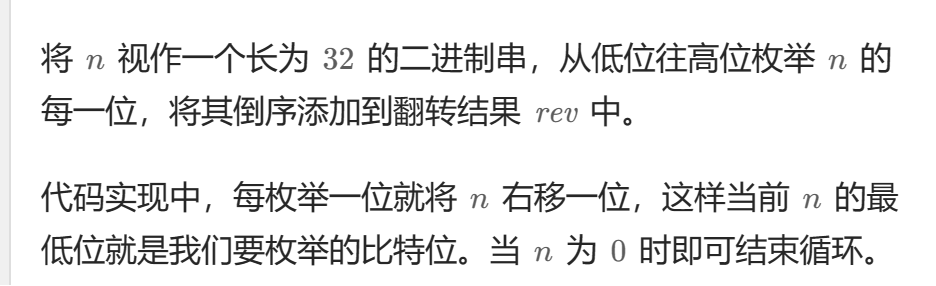 将 n 视作一个长为 32 的二进制串，从低位往高位枚举 n 的
每一位，将其倒序添加到翻转结果 rev 中。
代码实现中，每枚举一位就将 n 右移一位，这样当前 n 的最
低位就是我们要枚举的比特位。当 n 为 0 时即可结束循环。